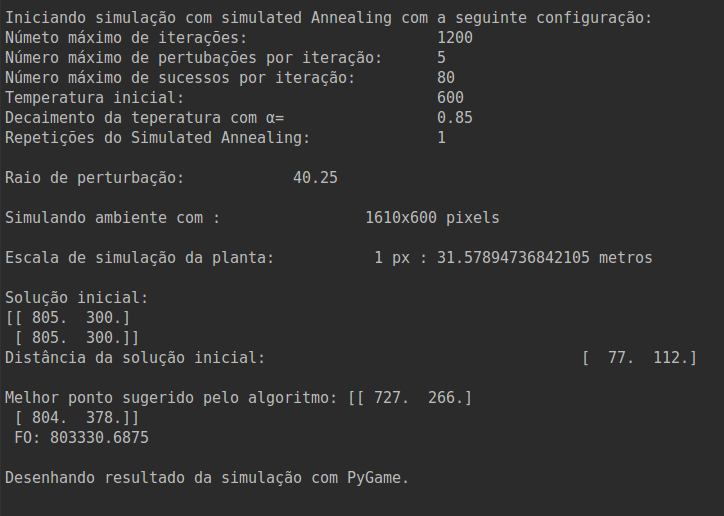 Iniciando simulação com simulated Annealing com a seguinte configuração:
Númeto máximo de iterações: 1200
Número máximo de pertubações por iteração: 5
Número máximo de sucessos por iteração: 80
Temperatura inicial: 600
Decaimento da teperatura com α= 0.85
Repetições do Simulated Annealing: 1
Raio de perturbação: 40.25
Simulando ambiente com : 1610x600 pixels
Escala de simulação da planta: 1 px : 31.57894736842105 metros
Solução inicial:
[[ 805. 300.]
[ 805. 300.]]
Distância da solução inicial: [ 77. 112.]
Melhor ponto sugerido pelo algoritmo: [[ 727. 266.]
[ 804. 378.]]
FO: 803330.6875
Desenhando resultado da simulação com PyGame.